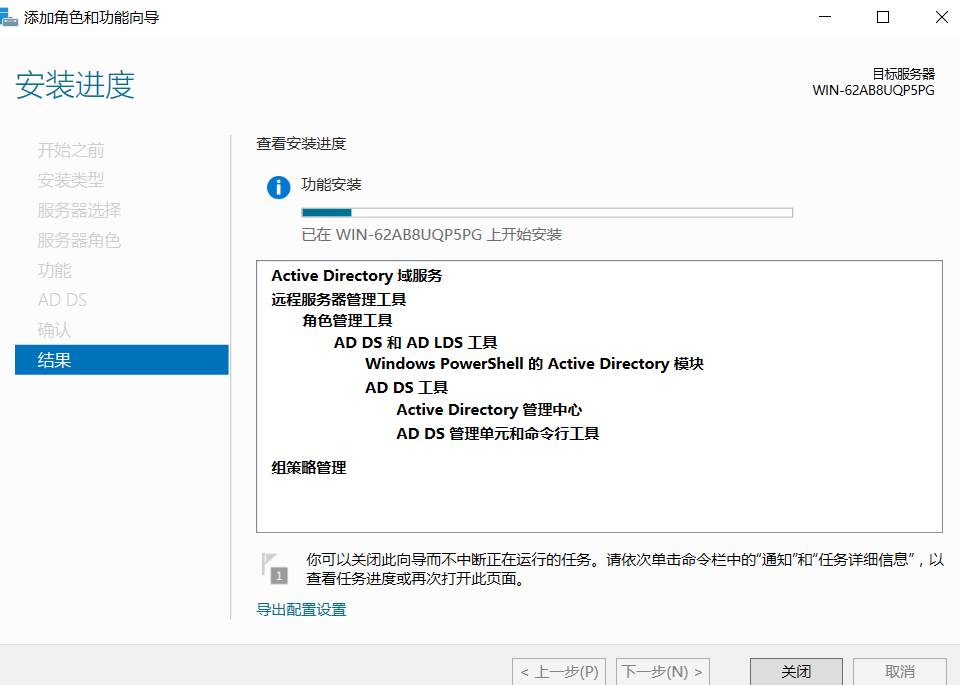 添加角色和功能向导
安装进度
目标服务器
WIN-62AB8UQP5PG
开始之前
安装类型
服务器选择
服务器角色
功能
AD DS
确认
结果
查看安装进度
功能安装
已在 WIN-62AB8UQP5PG 上开始安装
Active Directory 域服务
远程服务器管理工具
角色管理工具
AD DS 和 AD LDS 工具
Windows PowerShell 的 Active Directory 模块
AD DS 工具
Active Directory 管理中心
AD DS 管理单元和命令行工具
组策略管理
1
你可以关闭此向导而不中断正在运行的任务。请依次单击命令栏中的“通知”和“任务详细信息”，以
查看任务进度或再次打开此页面。
导出配置设置
< 上一步(P) 下一步(N) > 关闭 取消